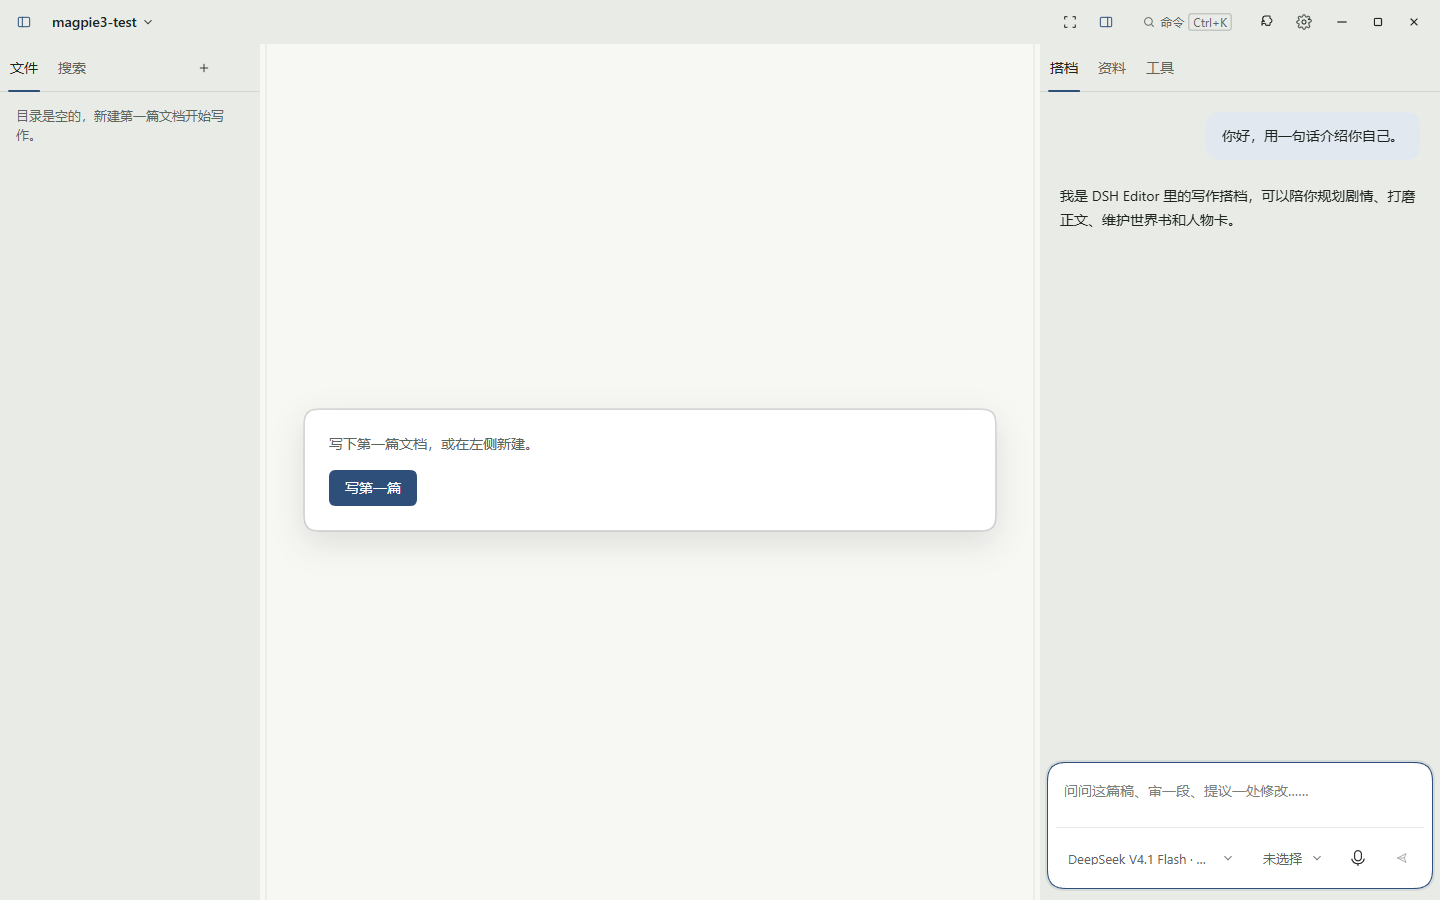 magpie3-test
命令 Ctrl+K
文件 搜索
目录是空的，新建第一篇文档开始写
作。
写下第一篇文档，或在左侧新建。
写第一篇
搭档 资料 工具
你好，用一句话介绍你自己。
我是 DSH Editor 里的写作搭档，可以陪你规划剧情、打磨
正文、维护世界书和人物卡。
问问这篇稿、审一段、提议一处修改......
DeepSeek V4.1 Flash · ... 未选择